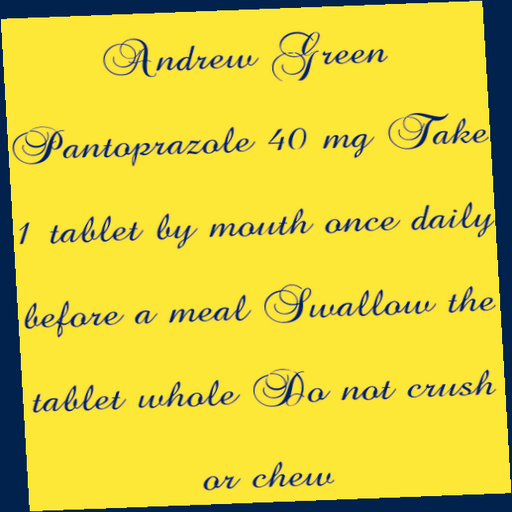 Andrew Green
Pantoprazole 40 mg Take
1 tablet by mouth once daily
before a meal Swallow the
tablet whole Do not crush
or chew